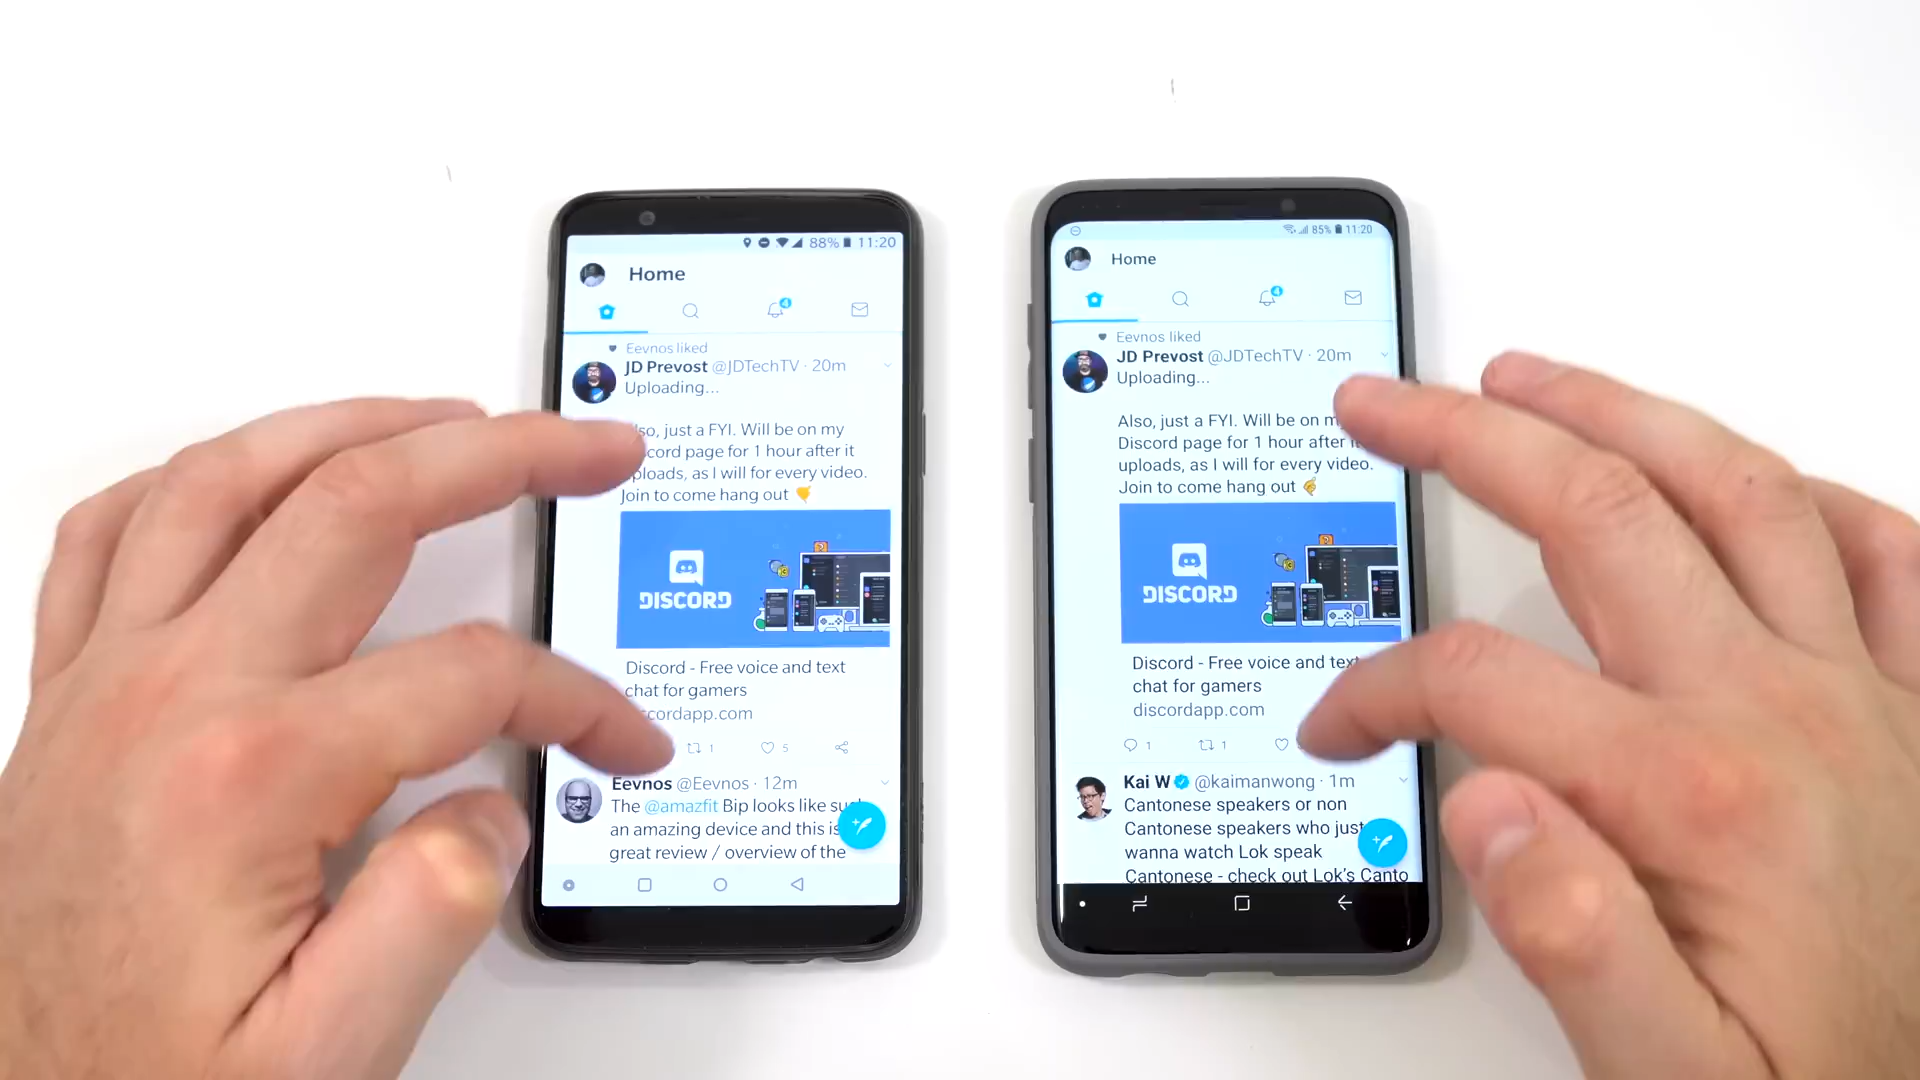 88% 11:20
Home
4
Eevnos liked
JD Prevost @JDTechTV · 20m
Uploading...
so, just a FYI. Will be on my
cord page for 1 hour after it
ploads, as I will for every video.
Join to come hang out
DISCORD
Discord - Free voice and text
chat for gamers
scordapp.com
1 5
Eevnos @Eevnos · 12m
The @amazfit Bip looks like suc
an amazing device and this is
great review / overview of the
85% 11:20
Home
4
Eevnos liked
JD Prevost @JDTechTV · 20m
Uploading...
Also, just a FYI. Will be on my
Discord page for 1 hour after it
uploads, as I will for every video.
Join to come hang out
DISCORD
Discord - Free voice and text
chat for gamers
discordapp.com
1 1
Kai W @kaimanwong · 1m
Cantonese speakers or non
Cantonese speakers who just
wanna watch Lok speak
Cantonese - check out Lok's Canto